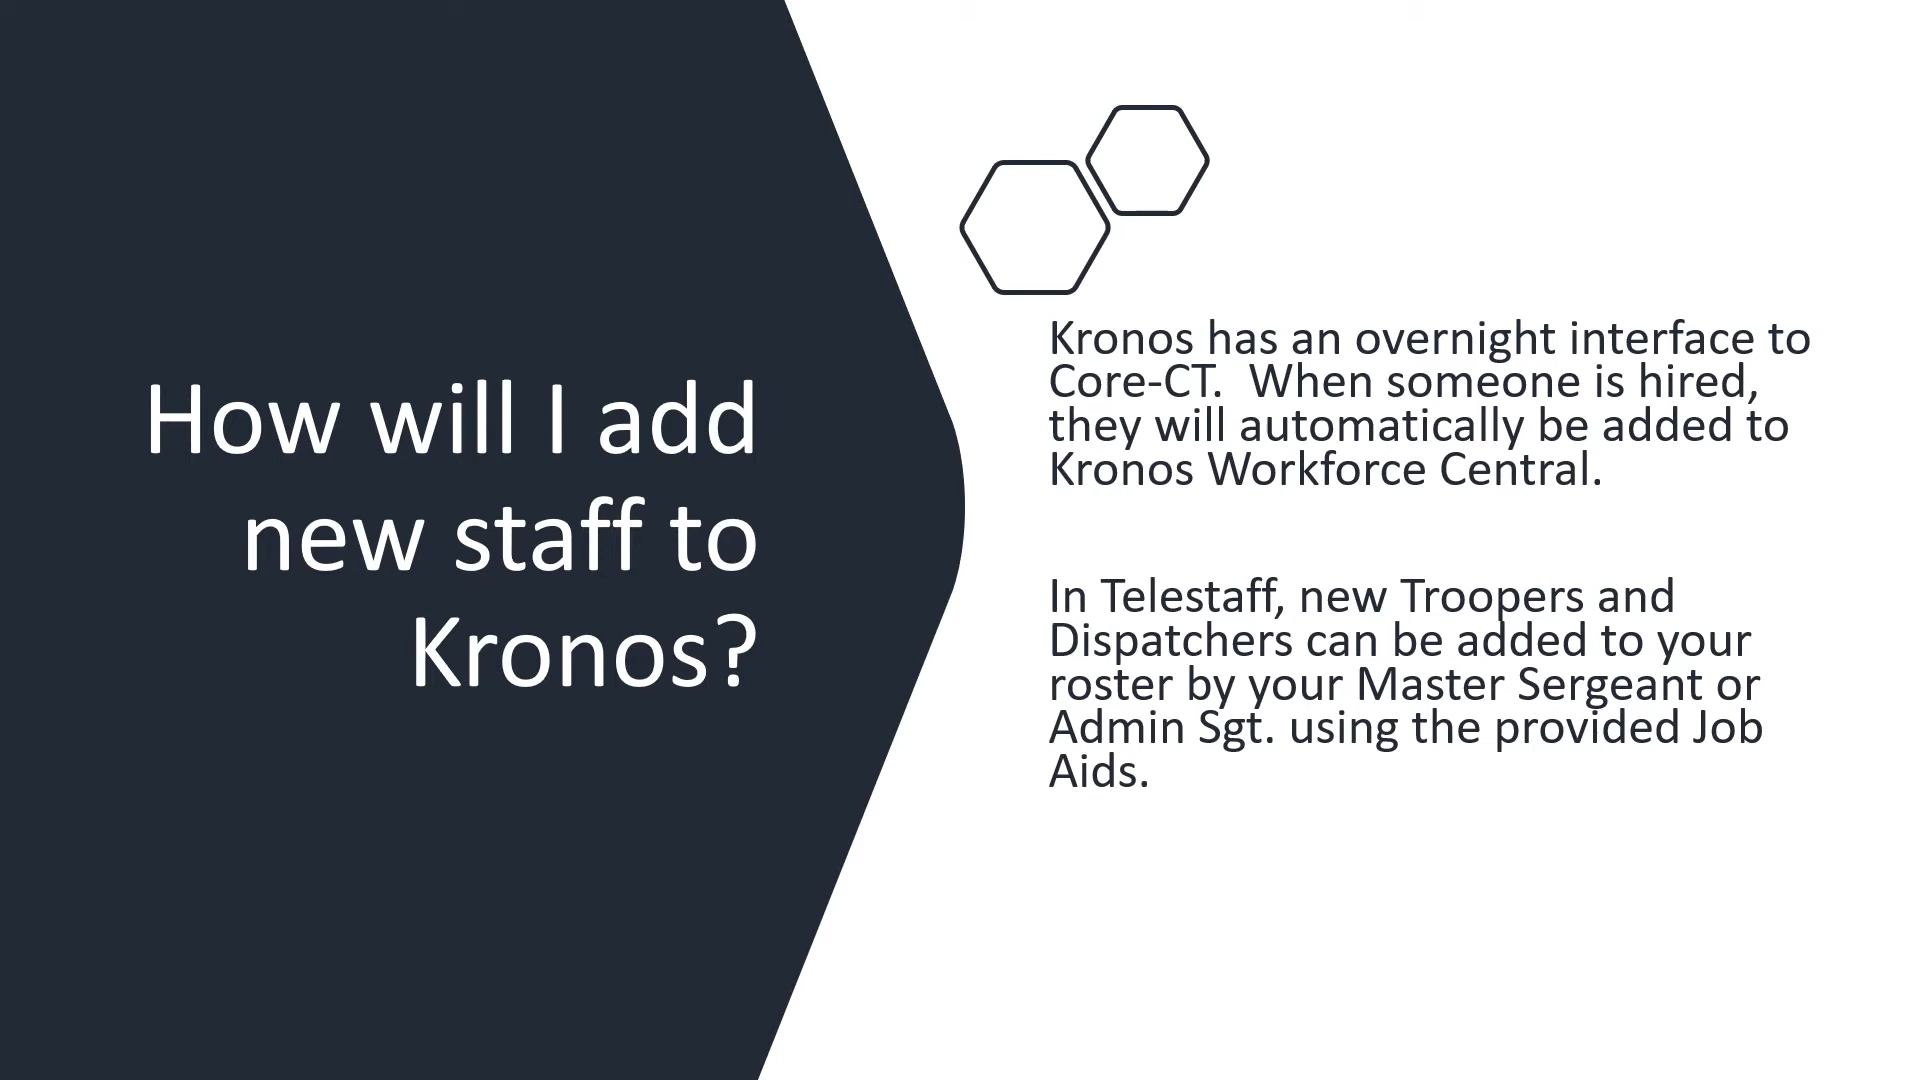 How will I add
new staff to
Kronos?
Kronos has an overnight interface to
Core-CT.  When someone is hired,
they will automatically be added to
Kronos Workforce Central.
In Telestaff, new Troopers and
Dispatchers can be added to your
roster by your Master Sergeant or
Admin Sgt. using the provided Job
Aids.